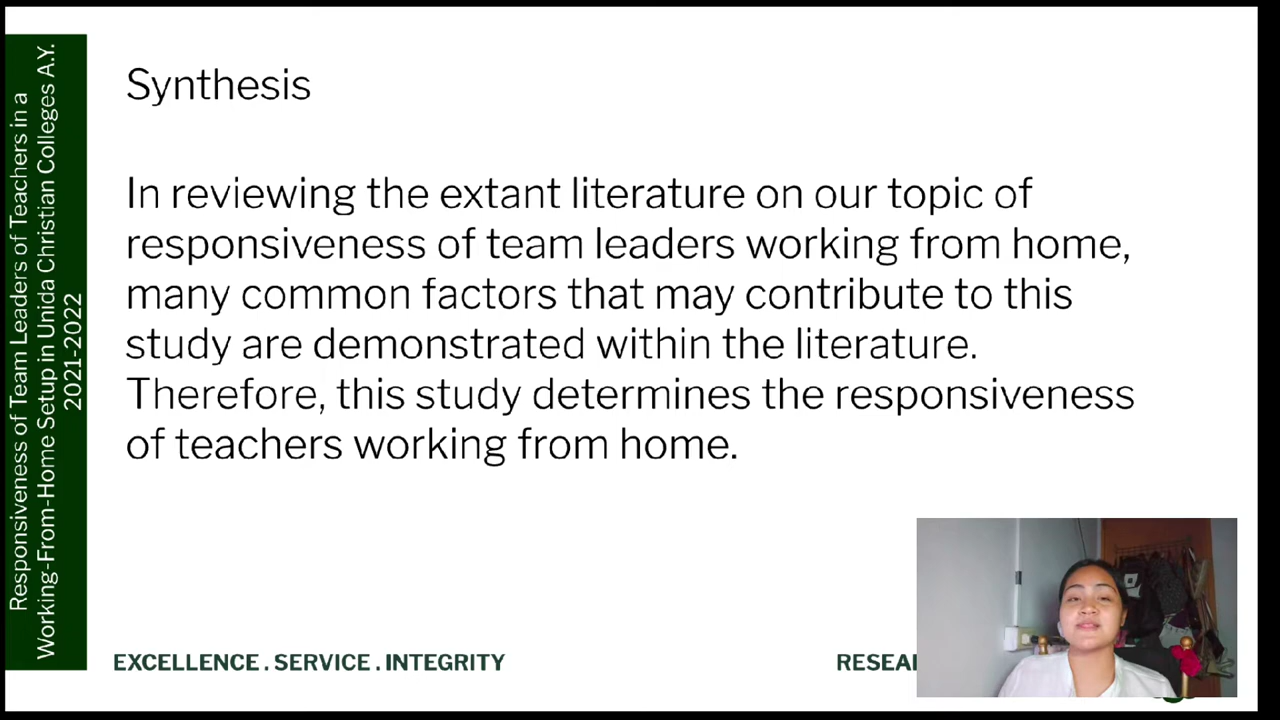 Responsiveness of Team Leaders of Teachers in a
Working-From-Home Setup in Unida Christian Colleges A.Y.
2021-2022
Synthesis
In reviewing the extant literature on our topic of
responsiveness of team leaders working from home,
many common factors that may contribute to this
study are demonstrated within the literature.
Therefore, this study determines the responsiveness
of teachers working from home.
EXCELLENCE . SERVICE . INTEGRITY